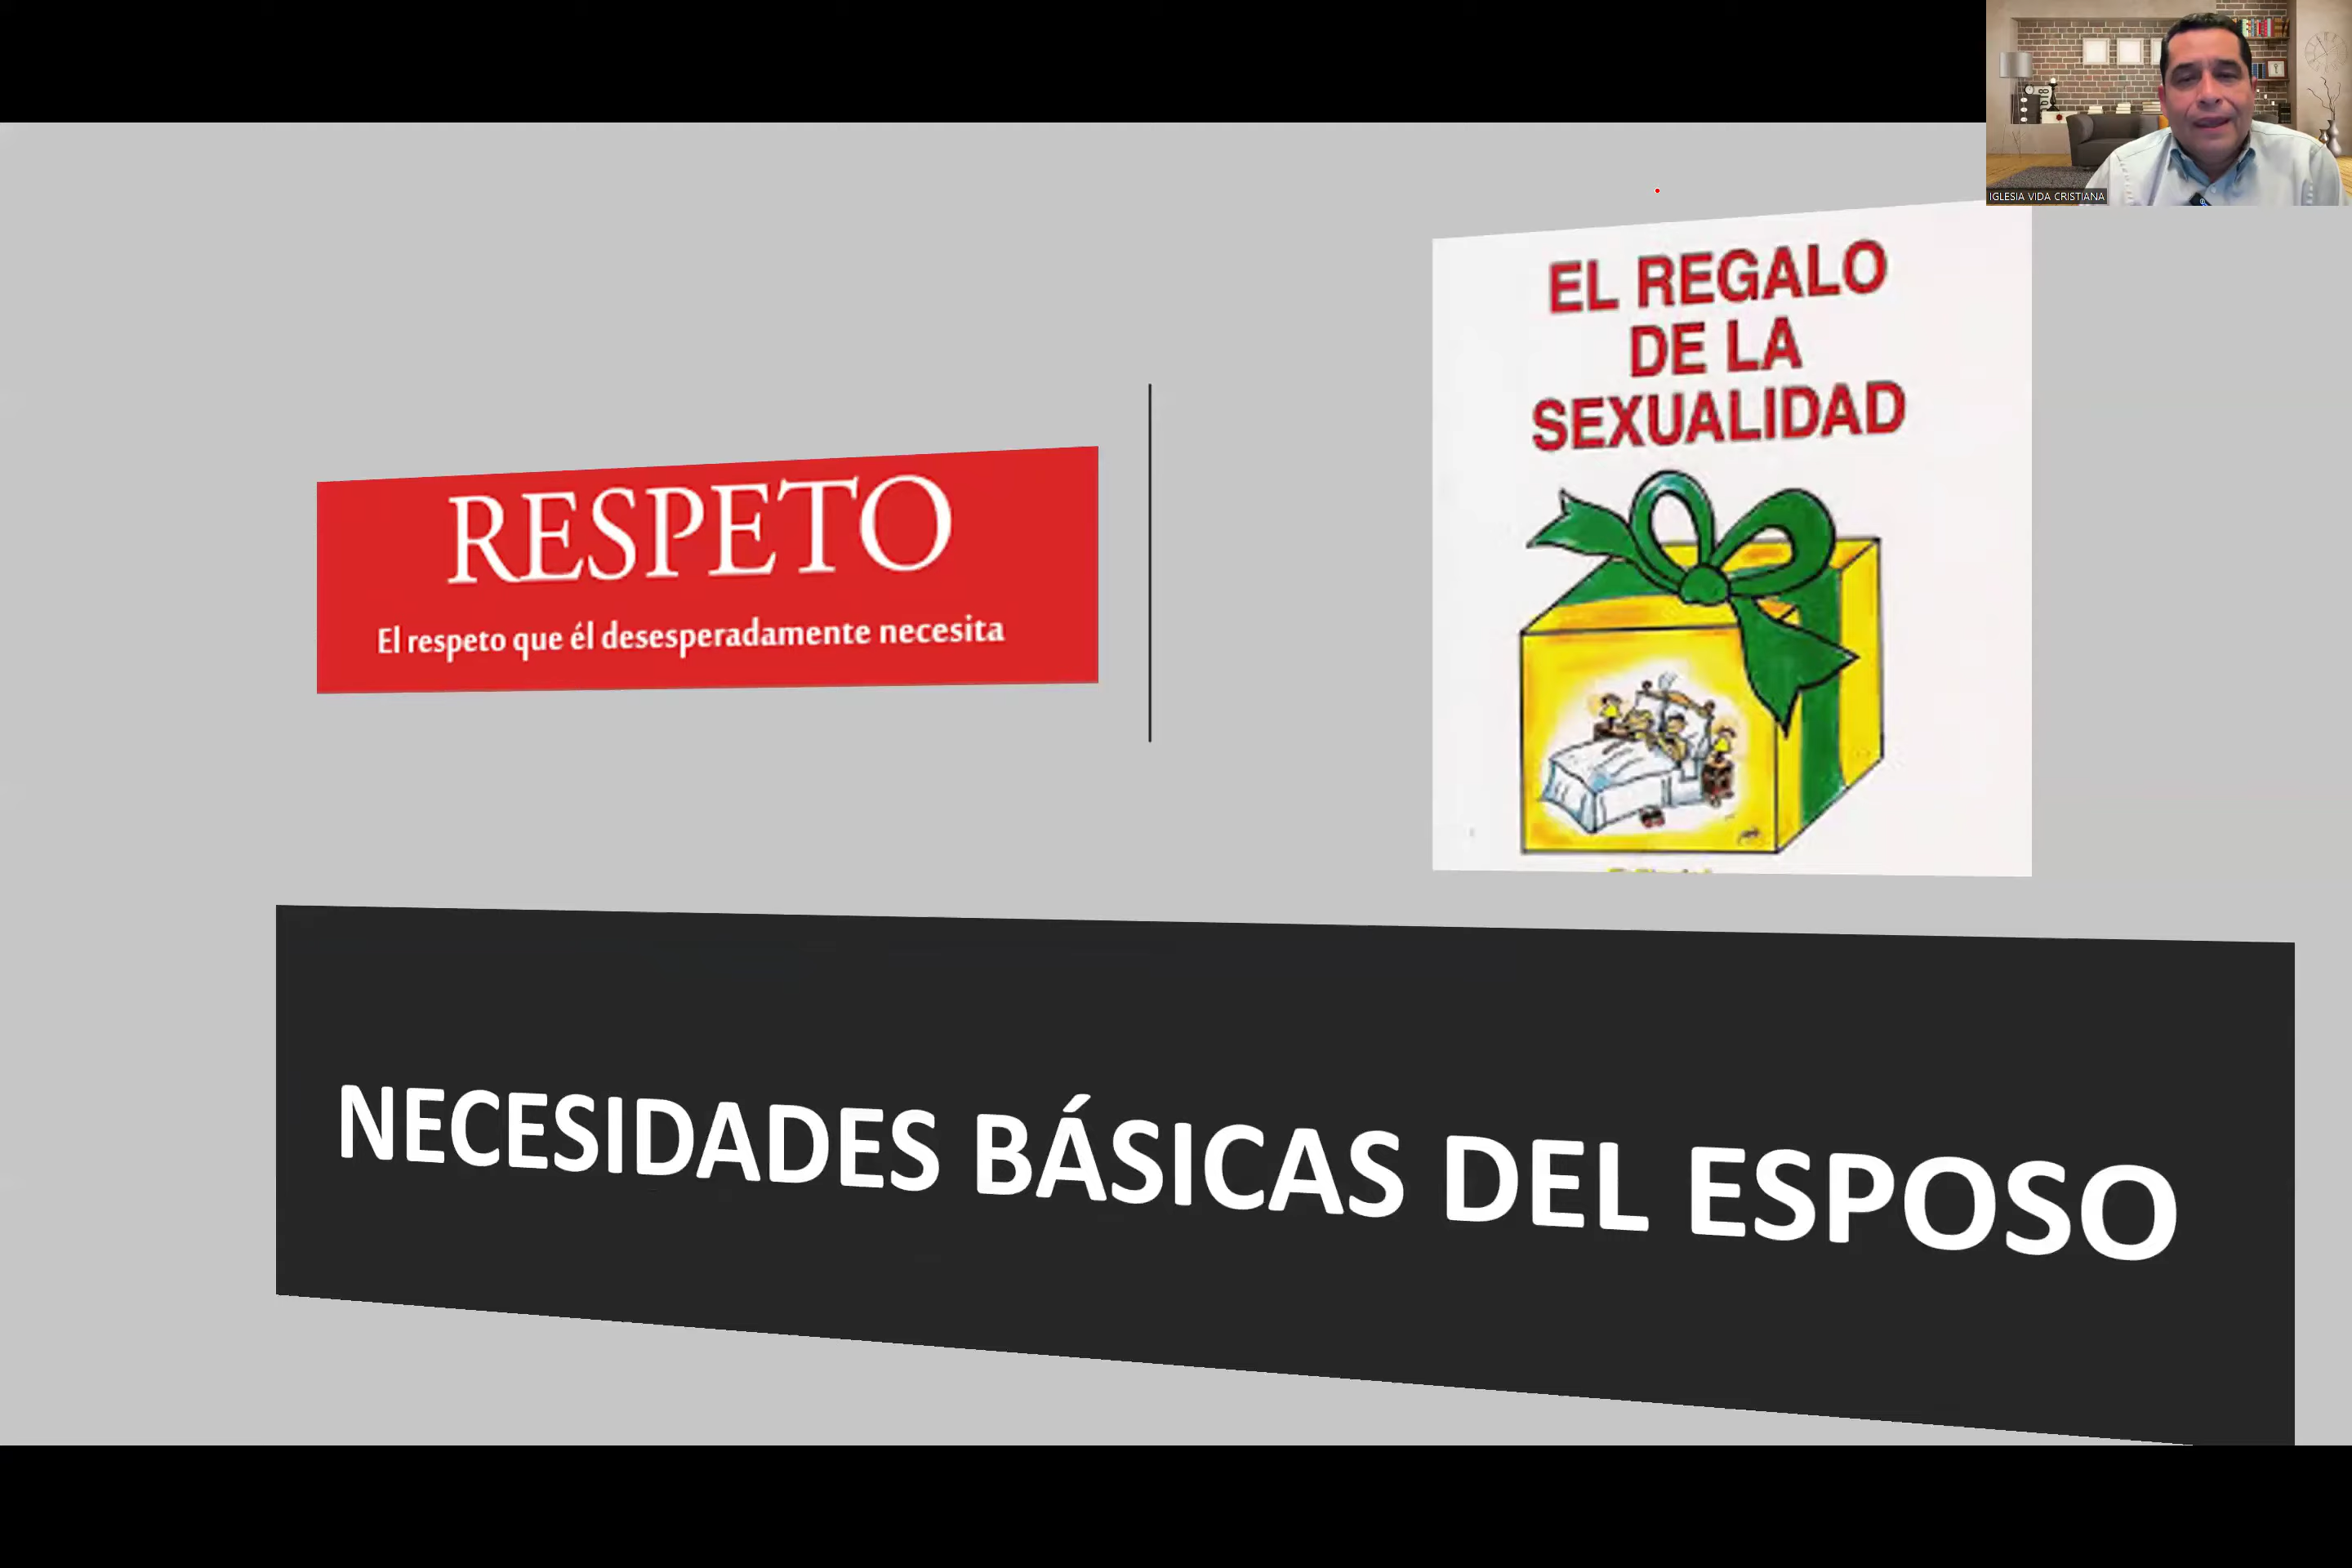 IGLESIA VIDA CRISTIANA
EL REGALO
DE LA
SEXUALIDAD
RESPETO
El respeto que él desesperadamente necesita
NECESIDADES BÁSICAS DEL ESPOSO